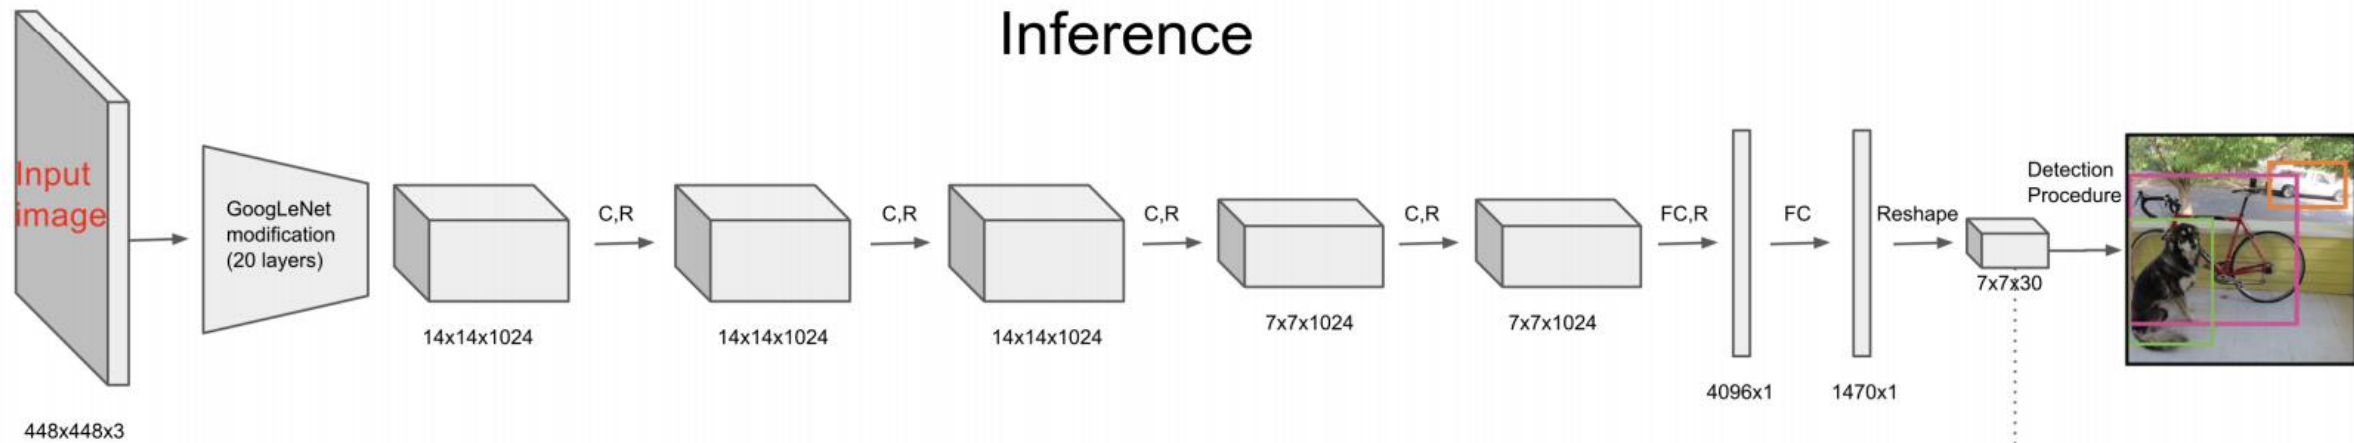 Inference
Input
image
448x448x3
GoogLeNet
modification
(20 layers)
14x14x1024
C,R
14x14x1024
C,R
14x14x1024
C,R
7x7x1024
C,R
7x7x1024
FC,R
4096x1
FC
1470x1
Reshape
7x7x30
Detection
Procedure